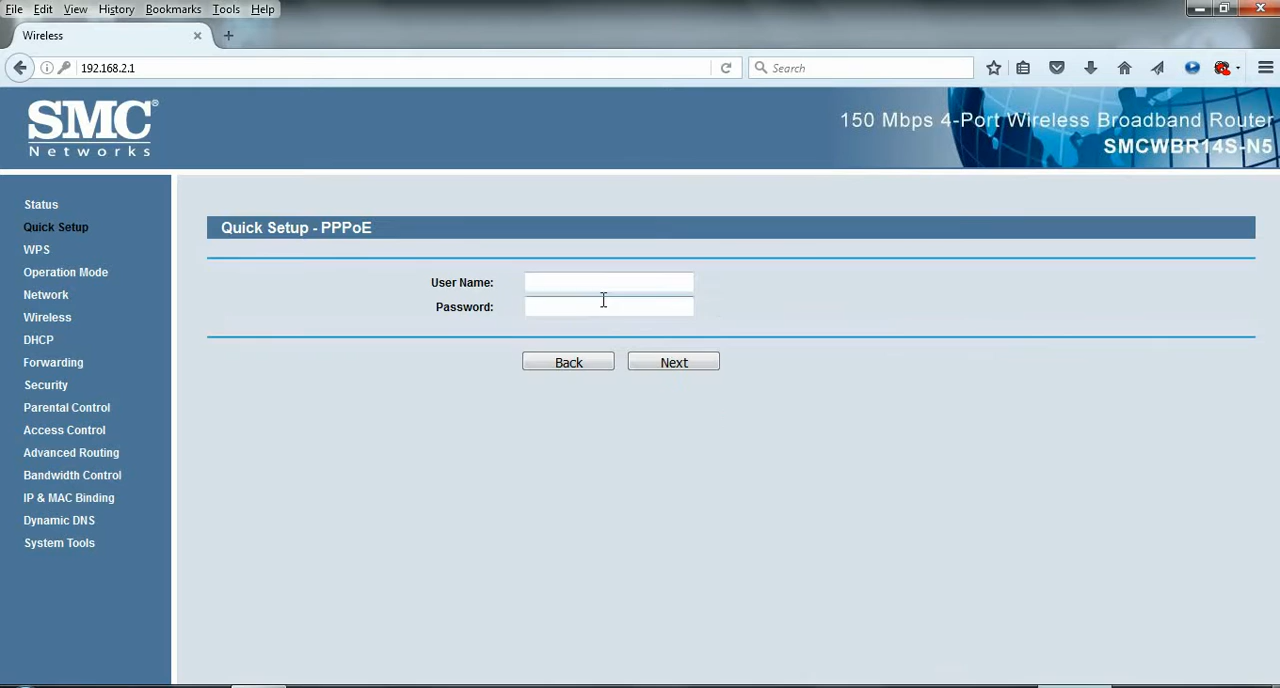 File Edit View History Bookmarks Tools Help
Wireless
192.168.2.1
Search
SMC®
Networks
150 Mbps 4-Port Wireless Broadband Router
SMCWBR14S-N5
Status
Quick Setup
WPS
Operation Mode
Network
Wireless
DHCP
Forwarding
Security
Parental Control
Access Control
Advanced Routing
Bandwidth Control
IP & MAC Binding
Dynamic DNS
System Tools
Quick Setup - PPPoE
User Name:
Password:
Back Next